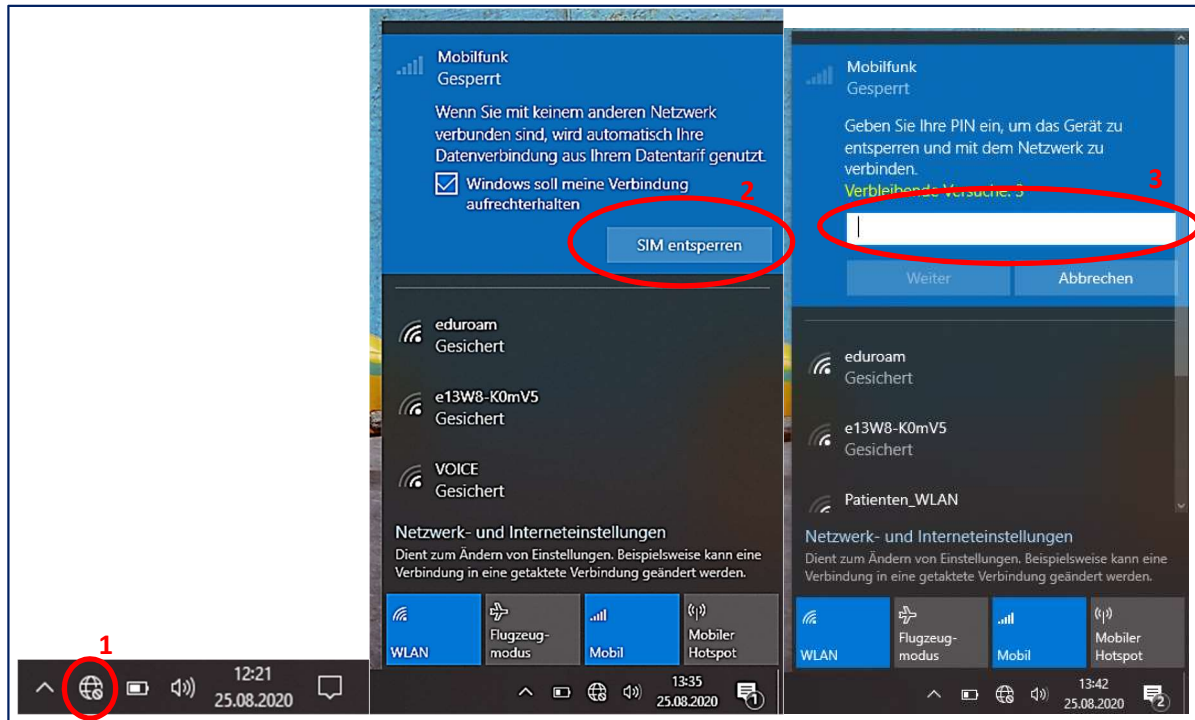 1
12:21
25.08.2020
Mobilfunk
Gesperrt
Wenn Sie mit keinem anderen Netzwerk
verbunden sind, wird automatisch Ihre
Datenverbindung aus Ihrem Datentarif genutzt.
Windows soll meine Verbindung
aufrechterhalten
2
SIM entsperren
eduroam
Gesichert
e13W8-K0mV5
Gesichert
VOICE
Gesichert
Netzwerk- und Interneteinstellungen
Dient zum Ändern von Einstellungen. Beispielsweise kann eine
Verbindung in eine getaktete Verbindung geändert werden.
WLAN
Flugzeug-
modus
Mobil
Mobiler
Hotspot
13:35
25.08.2020
1
Mobilfunk
Gesperrt
Geben Sie Ihre PIN ein, um das Gerät zu
entsperren und mit dem Netzwerk zu
verbinden.
Verbleibende Versuche: 3
3
Weiter
Abbrechen
eduroam
Gesichert
e13W8-K0mV5
Gesichert
Patienten_WLAN
Netzwerk- und Interneteinstellungen
Dient zum Ändern von Einstellungen. Beispielsweise kann eine
Verbindung in eine getaktete Verbindung geändert werden.
WLAN
Flugzeug-
modus
Mobil
Mobiler
Hotspot
13:42
25.08.2020
2